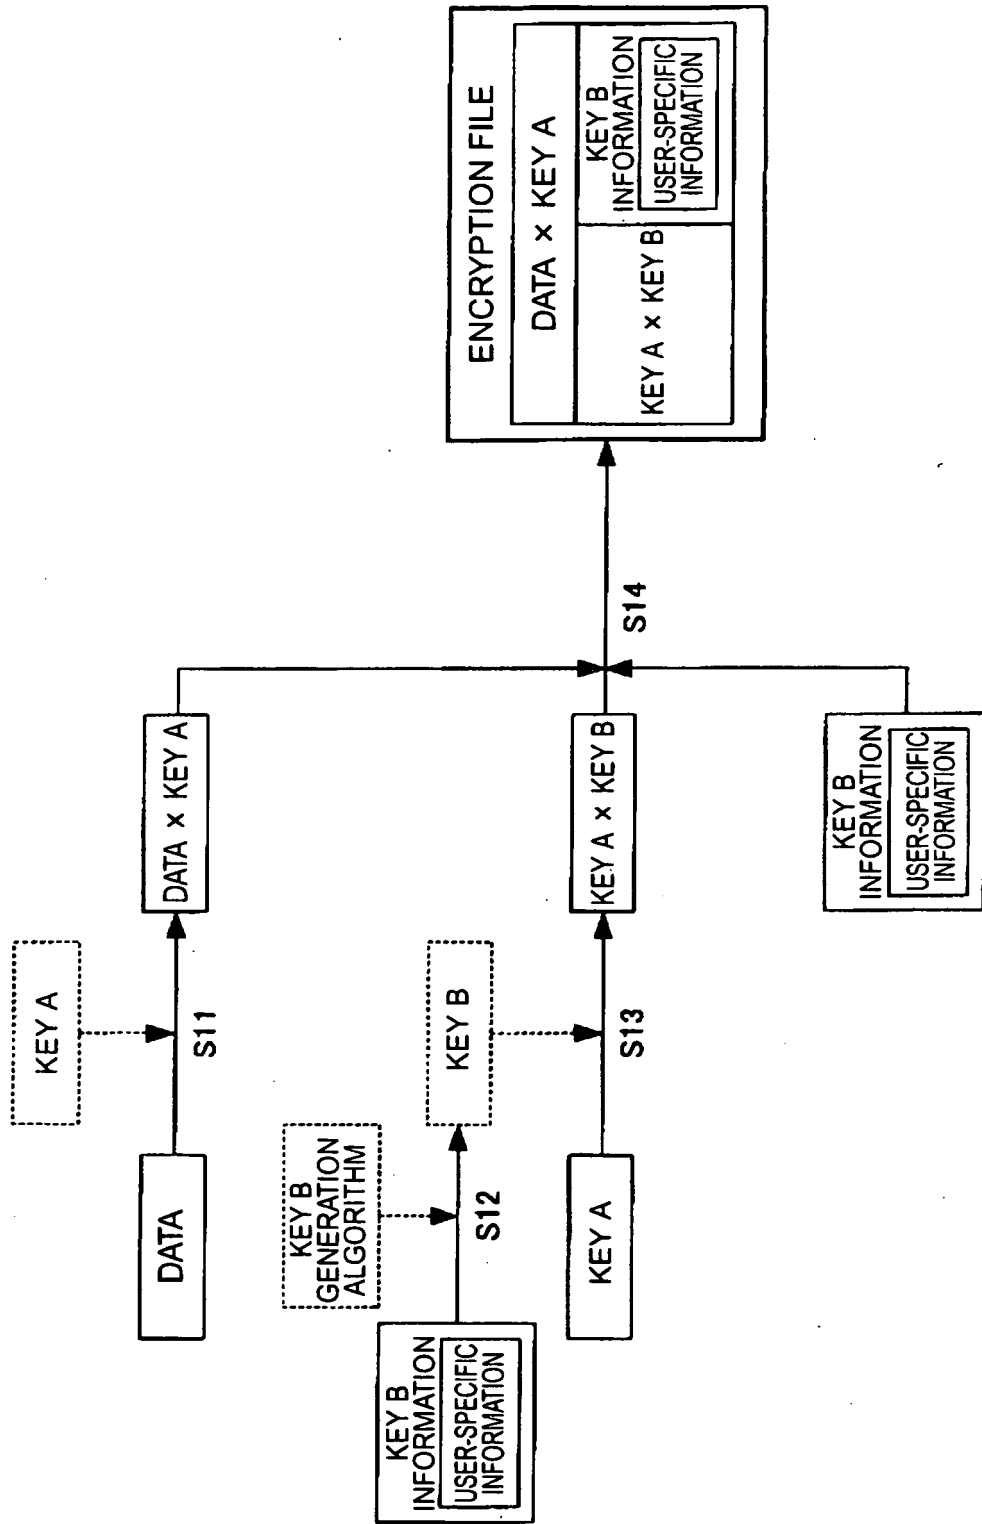 KEY A
DATA
S11
DATA × KEY A
KEY B
GENERATION
ALGORITHM
KEY B
INFORMATION
USER-SPECIFIC
INFORMATION
S12
KEY B
KEY A
S13
KEY A × KEY B
KEY B
INFORMATION
USER-SPECIFIC
INFORMATION
S14
ENCRYPTION FILE
DATA × KEY A
KEY A × KEY B
KEY B
INFORMATION
USER-SPECIFIC
INFORMATION